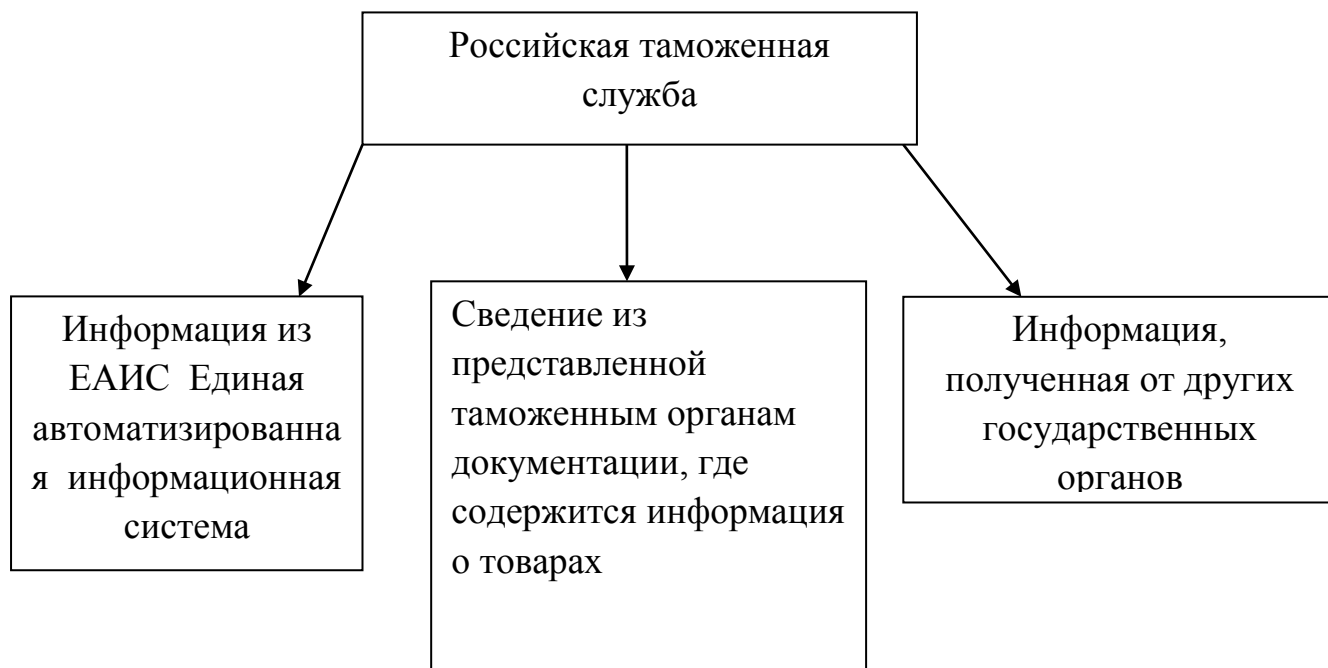 Российская таможенная
служба
Информация из
ЕАИС Единая
автоматизированна
я информационная
система
Сведение из
представленной
таможенным органам
документации, где
содержится информация
о товарах
Информация,
полученная от других
государственных
органов